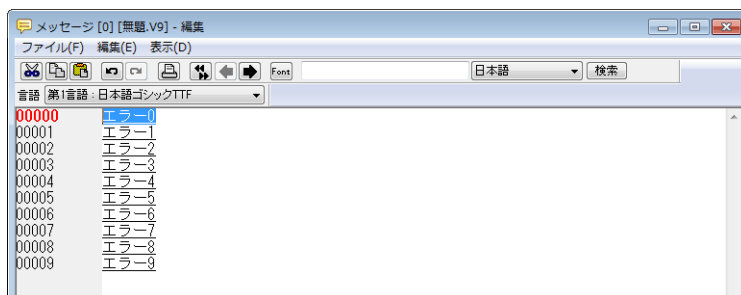 メッセージ [0] [無題.V9] - 編集
ファイル(F) 編集(E) 表示(D)
Font 日本語 検索
言語 第1言語 : 日本語ゴシックTTF
00000 エラー0
00001 エラー1
00002 エラー2
00003 エラー3
00004 エラー4
00005 エラー5
00006 エラー6
00007 エラー7
00008 エラー8
00009 エラー9